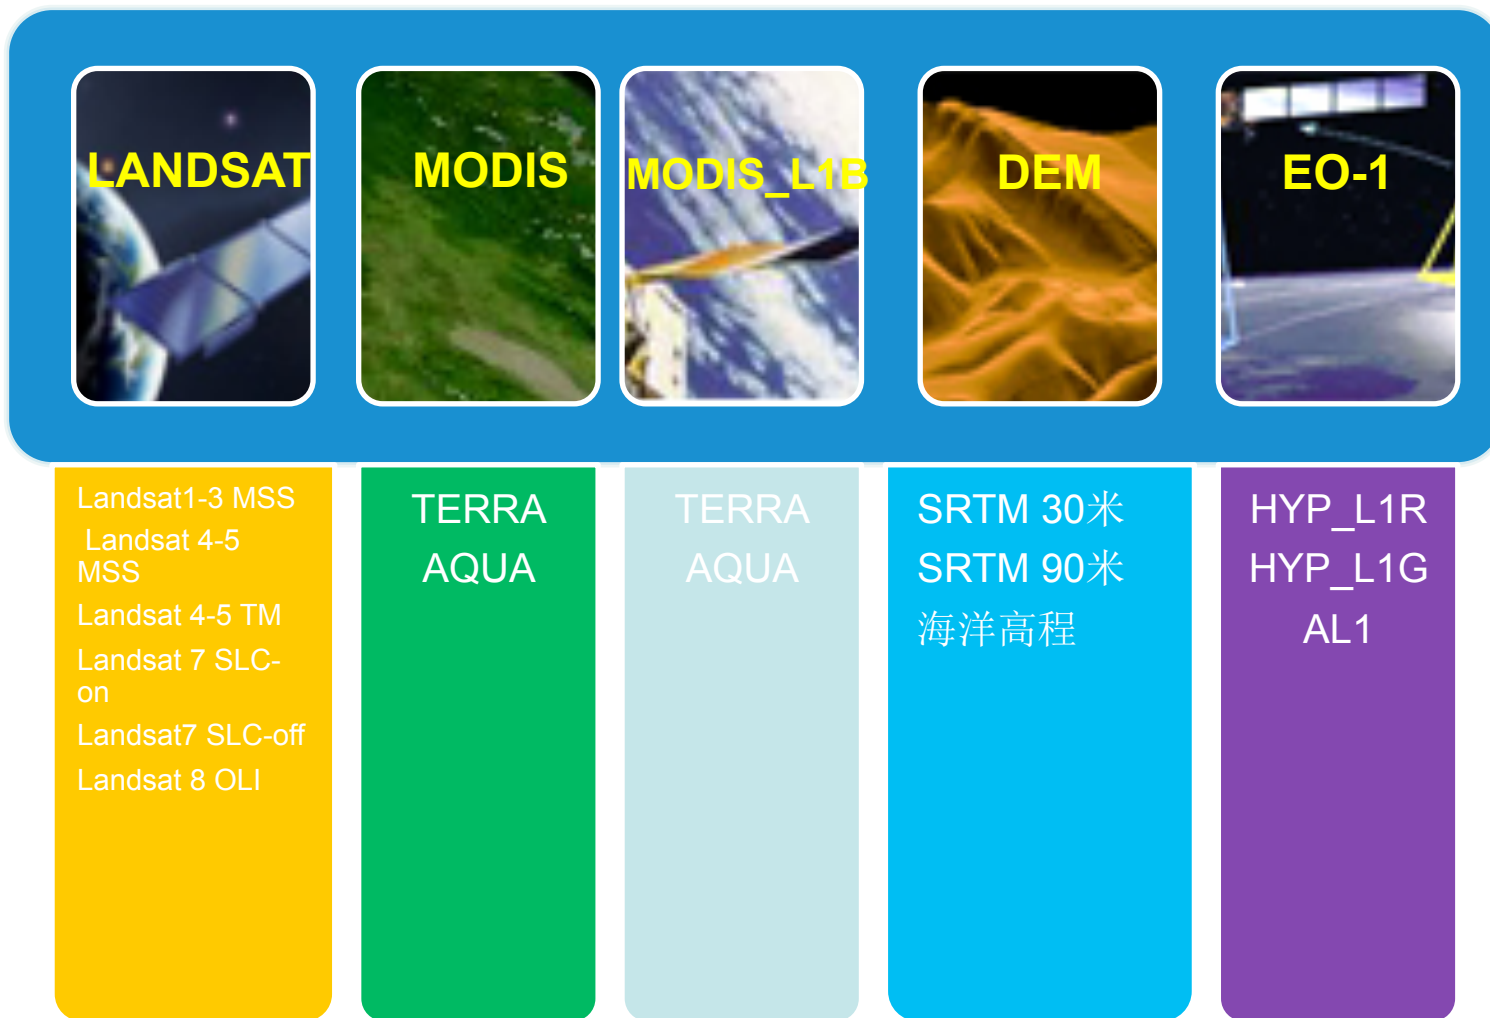 LANDSAT
MODIS
MODIS_L1B
DEM
EO-1
Landsat1-3 MSS
Landsat 4-5
MSS
Landsat 4-5 TM
Landsat 7 SLC-
on
Landsat7 SLC-off
Landsat 8 OLI
TERRA
AQUA
TERRA
AQUA
SRTM 30米
SRTM 90米
海洋高程
HYP_L1R
HYP_L1G
AL1